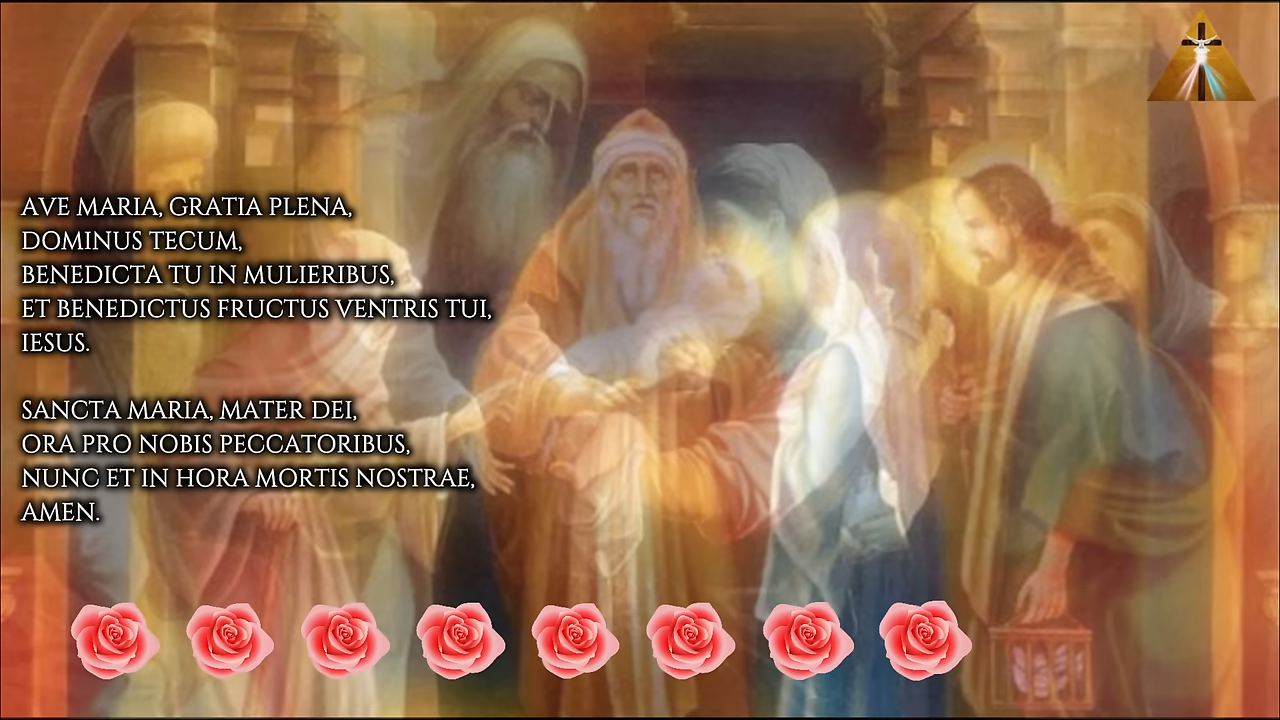 AVE MARIA, GRATIA PLENA,
DOMINUS TECUM,
BENEDICTA TU IN MULIERIBUS,
ET BENEDICTUS FRUCTUS VENTRIS TUI,
IESUS.
SANCTA MARIA, MATER DEI,
ORA PRO NOBIS PECCATORIBUS,
NUNC ET IN HORA MORTIS NOSTRAE,
AMEN.